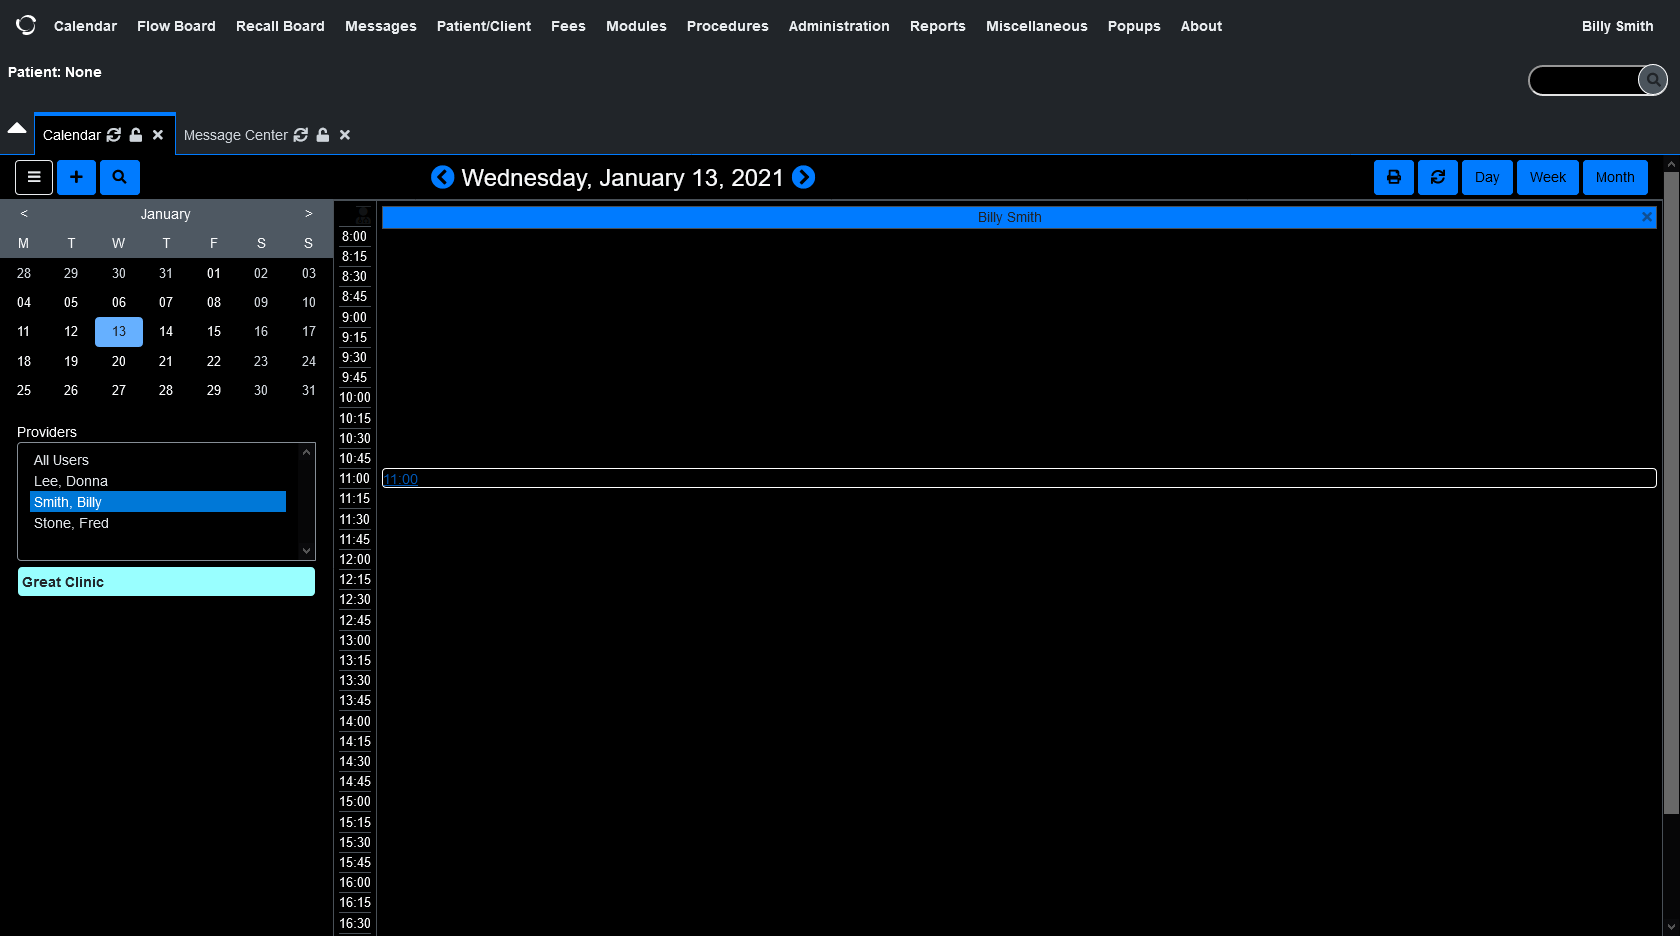 Calendar Flow Board Recall Board Messages Patient/Client Fees Modules Procedures Administration Reports Miscellaneous Popups About Billy Smith
Patient: None
Calendar Message Center
Wednesday, January 13, 2021 Day Week Month
< January >
M T W T F S S
28 29 30 31 01 02 03
04 05 06 07 08 09 10
11 12 13 14 15 16 17
18 19 20 21 22 23 24
25 26 27 28 29 30 31
Providers
All Users
Lee, Donna
Smith, Billy
Stone, Fred
Great Clinic
Billy Smith
8:00
8:15
8:30
8:45
9:00
9:15
9:30
9:45
10:00
10:15
10:30
10:45
11:00 11:00
11:15
11:30
11:45
12:00
12:15
12:30
12:45
13:00
13:15
13:30
13:45
14:00
14:15
14:30
14:45
15:00
15:15
15:30
15:45
16:00
16:15
16:30